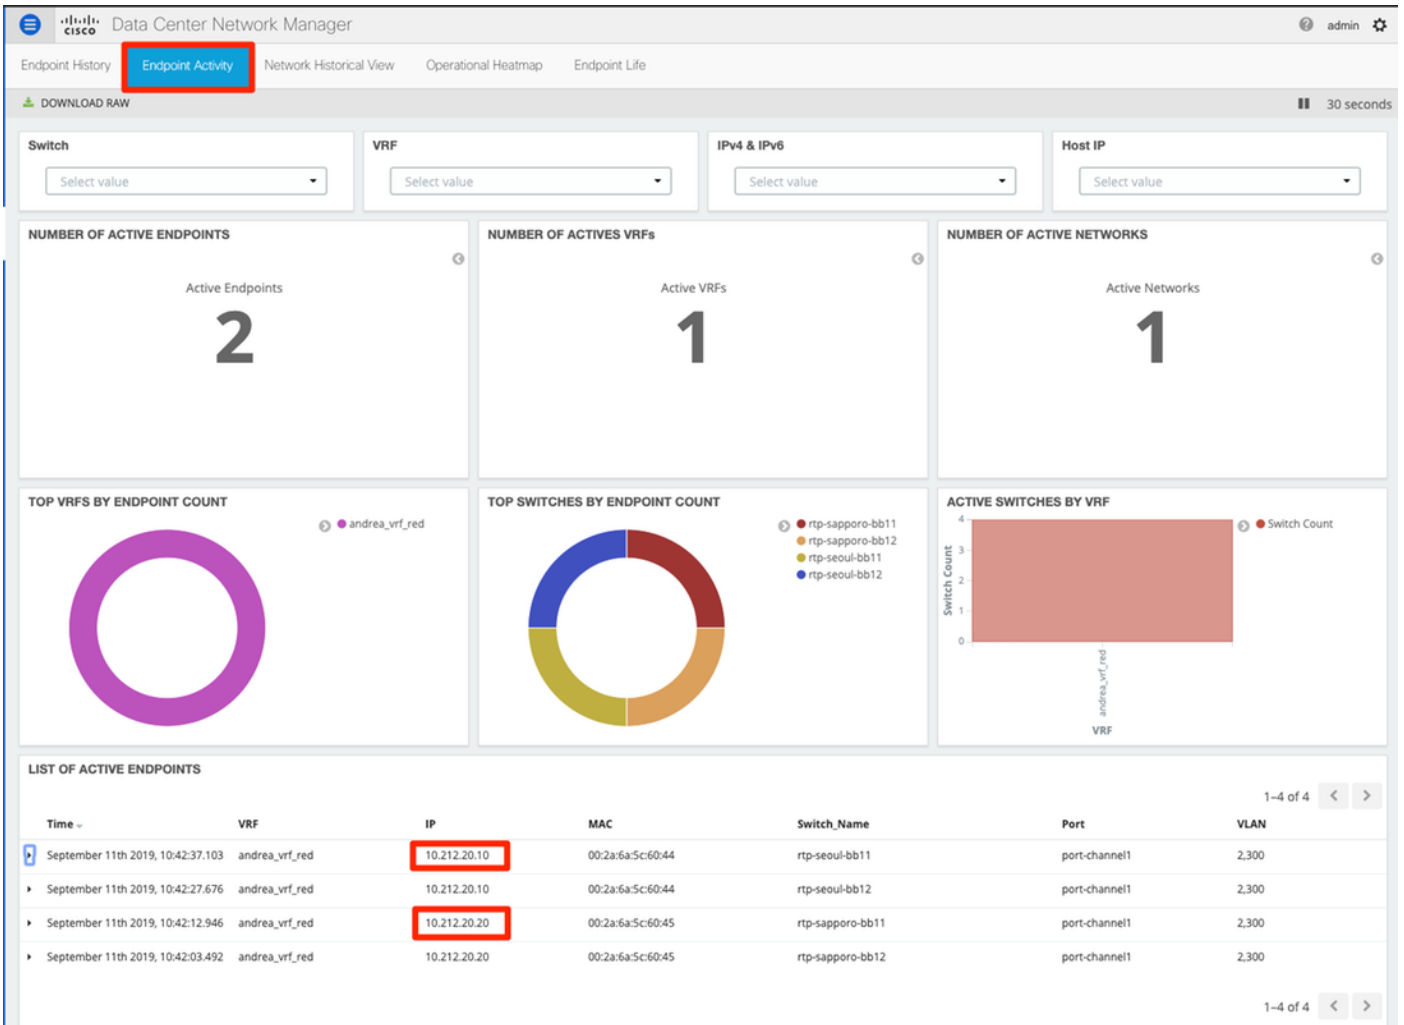 cisco Data Center Network Manager admin
Endpoint History Endpoint Activity Network Historical View Operational Heatmap Endpoint Life
DOWNLOAD RAW 30 seconds
Switch VRF IPv4 & IPv6 Host IP
Select value Select value Select value Select value
NUMBER OF ACTIVE ENDPOINTS NUMBER OF ACTIVES VRFs NUMBER OF ACTIVE NETWORKS
Active Endpoints Active VRFs Active Networks
2 1 1
TOP VRFS BY ENDPOINT COUNT TOP SWITCHES BY ENDPOINT COUNT ACTIVE SWITCHES BY VRF
andrea_vrf_red
rtp-sapporo-bb11
rtp-sapporo-bb12
rtp-seoul-bb11
rtp-seoul-bb12
Switch Count
4
3
2
1
0
Switch Count
andrea_vrf_red
VRF
LIST OF ACTIVE ENDPOINTS
1–4 of 4
Time VRF IP MAC Switch_Name Port VLAN
September 11th 2019, 10:42:37.103 andrea_vrf_red 10.212.20.10 00:2a:6a:5c:60:44 rtp-seoul-bb11 port-channel1 2,300
September 11th 2019, 10:42:27.676 andrea_vrf_red 10.212.20.10 00:2a:6a:5c:60:44 rtp-seoul-bb12 port-channel1 2,300
September 11th 2019, 10:42:12.946 andrea_vrf_red 10.212.20.20 00:2a:6a:5c:60:45 rtp-sapporo-bb11 port-channel1 2,300
September 11th 2019, 10:42:03.492 andrea_vrf_red 10.212.20.20 00:2a:6a:5c:60:45 rtp-sapporo-bb12 port-channel1 2,300
1–4 of 4